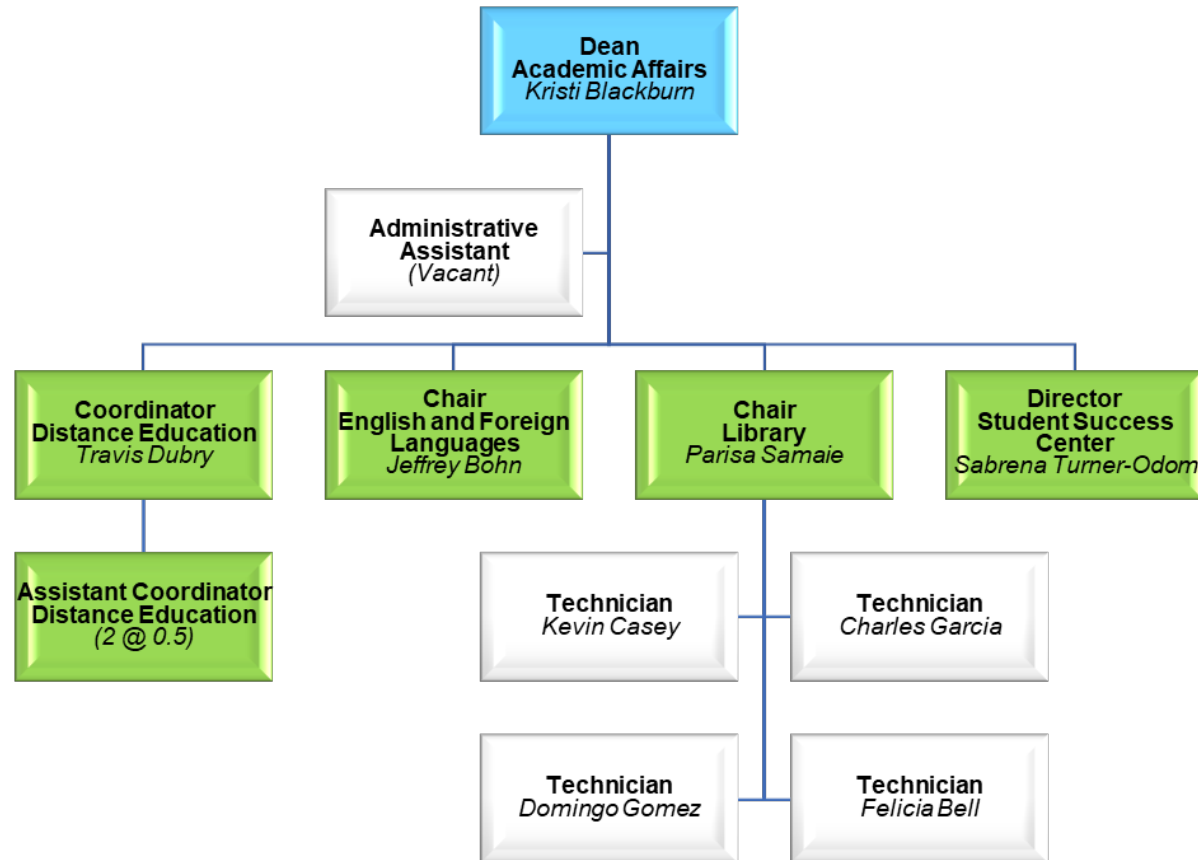 Dean
Academic Affairs
Kristi Blackburn
Administrative
Assistant
(Vacant)
Coordinator
Distance Education
Travis Dubry
Chair
English and Foreign
Languages
Jeffrey Bohn
Chair
Library
Parisa Samaie
Director
Student Success
Center
Sabrena Turner-Odom
Assistant Coordinator
Distance Education
(2 @ 0.5)
Technician
Kevin Casey
Technician
Charles Garcia
Technician
Domingo Gomez
Technician
Felicia Bell